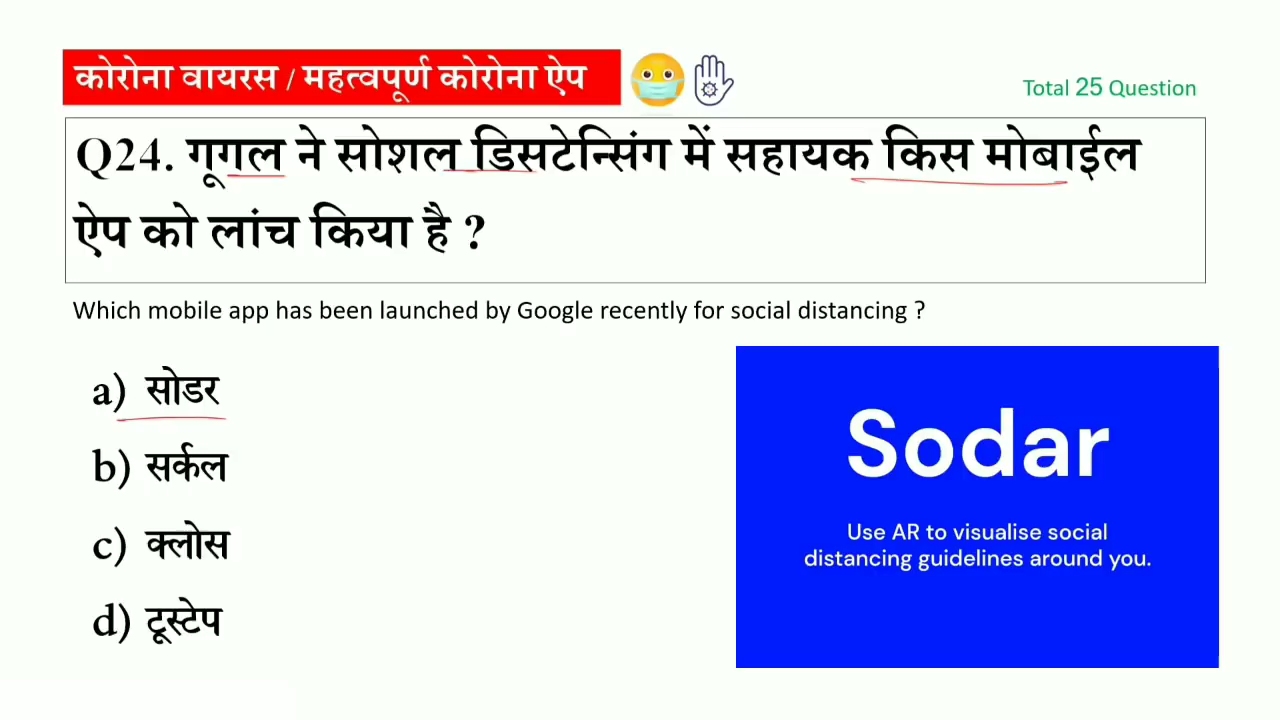 कोरोना वायरस / महत्वपूर्ण कोरोना ऐप
Total 25 Question
Q24. गूगल ने सोशल डिसटेन्सिंग में सहायक किस मोबाईल
ऐप को लांच किया है ?
Which mobile app has been launched by Google recently for social distancing ?
a) सोडर
b) सर्कल
c) क्लोस
d) टूस्टेप
Sodar
Use AR to visualise social
distancing guidelines around you.